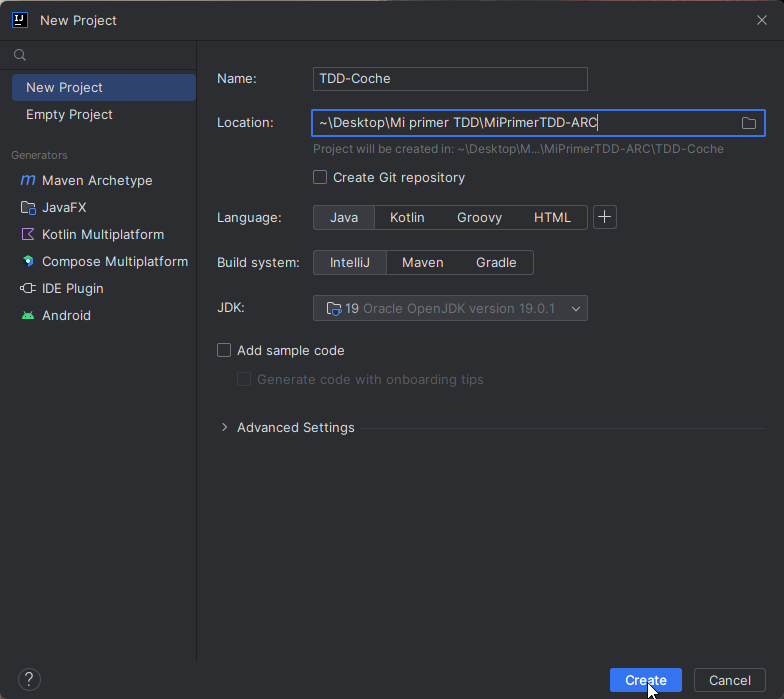 New Project
New Project
Empty Project
Generators
Maven Archetype
JavaFX
Kotlin Multiplatform
Compose Multiplatform
IDE Plugin
Android
Name: TDD-Coche
Location: ~\Desktop\Mi primer TDD\MiPrimerTDD-ARC
Project will be created in: ~\Desktop\M...\MiPrimerTDD-ARC\TDD-Coche
Create Git repository
Language: Java Kotlin Groovy HTML +
Build system: IntelliJ Maven Gradle
JDK: 19 Oracle OpenJDK version 19.0.1
Add sample code
Generate code with onboarding tips
Advanced Settings
? Create Cancel